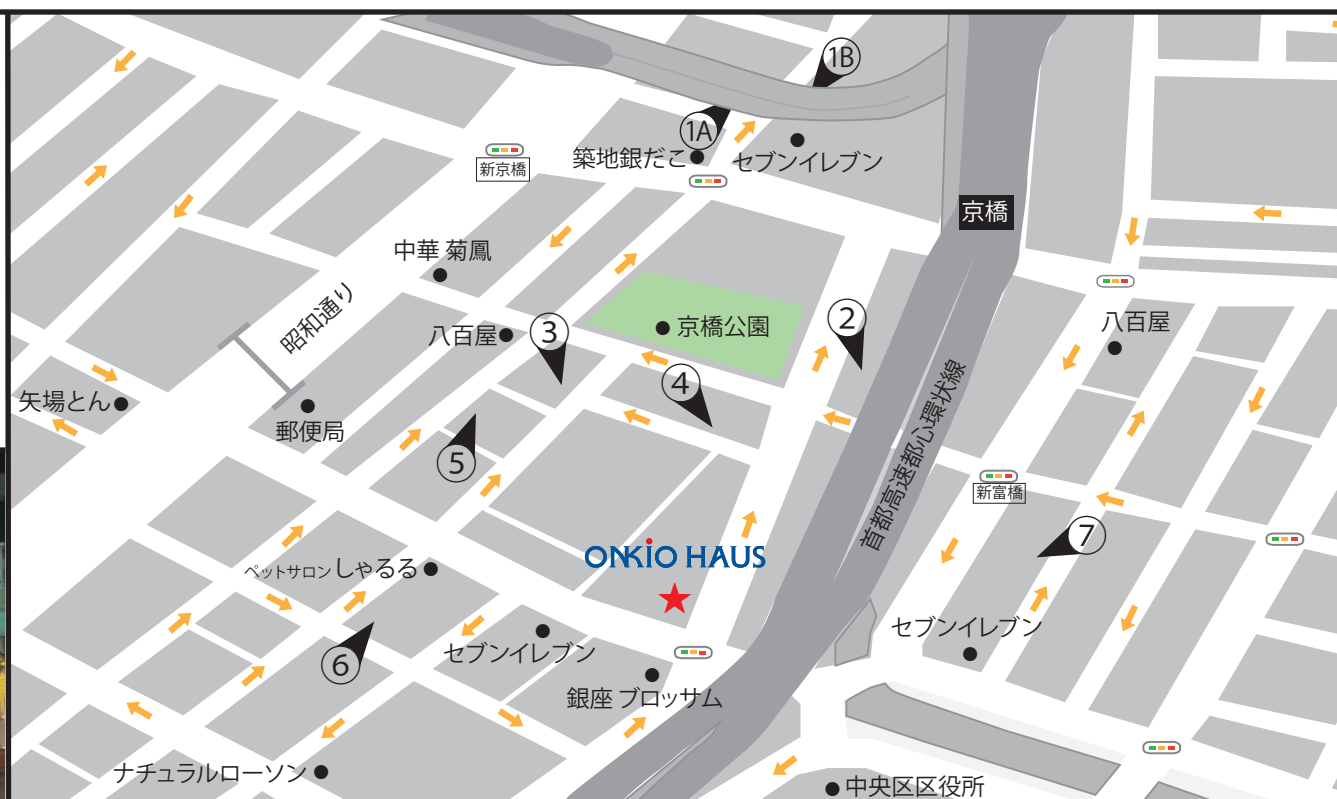 1B
1A
築地銀だこ
セブンイレブン
新京橋
京橋
中華 菊鳳
昭和通り
八百屋
3
京橋公園
2
八百屋
4
矢場とん
郵便局
首都高速都心環状線
5
新富橋
7
ONKIO HAUS
ペットサロン しゃるる
セブンイレブン
6
セブンイレブン
銀座 ブロッサム
ナチュラルローソン
中央区区役所